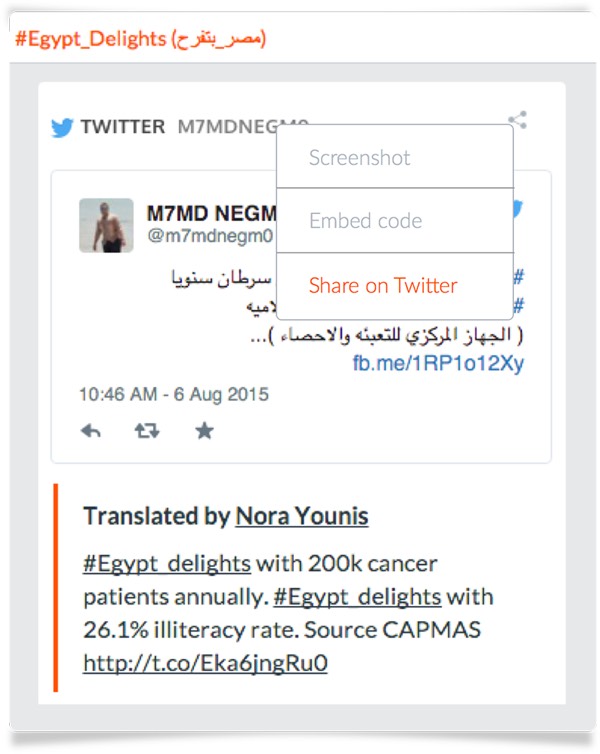 #Egypt_Delights (مصر_بتفرح)
TWITTER M7MDNEGM0
Screenshot
Embed code
Share on Twitter
M7MD NEGM
@m7mdnegm0
# سرطان سنويا
#
( الجهاز المركزي للتعبئه والاحصاء )...
fb.me/1RP1o12Xy
10:46 AM - 6 Aug 2015
Translated by Nora Younis
#Egypt_delights with 200k cancer
patients annually. #Egypt_delights with
26.1% illiteracy rate. Source CAPMAS
http://t.co/Eka6jngRu0